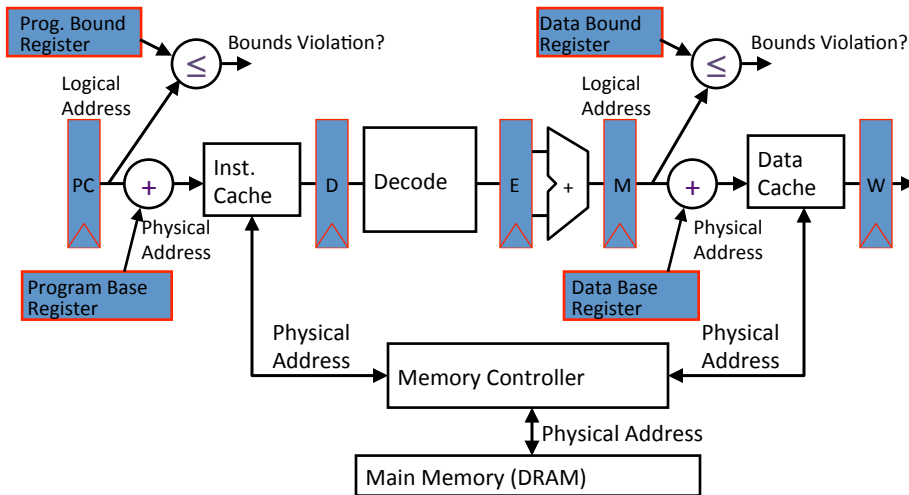 Prog. Bound
Register
≤
Bounds Violation?
Data Bound
Register
≤
Bounds Violation?
Logical
Address
Logical
Address
PC
+
Inst.
Cache
D
Decode
E
+
M
+
Data
Cache
W
Physical
Address
Physical
Address
Program Base
Register
Data Base
Register
Physical
Address
Physical
Address
Memory Controller
Physical Address
Main Memory (DRAM)